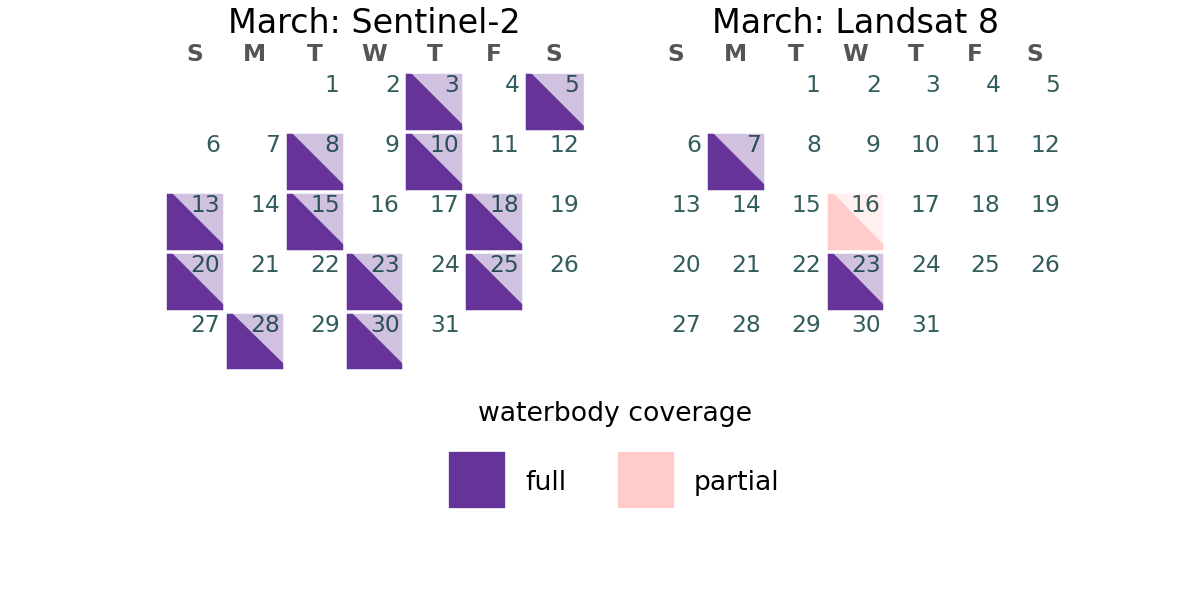 March: Sentinel-2
S M T W T F S
1 2 3 4 5
6 7 8 9 10 11 12
13 14 15 16 17 18 19
20 21 22 23 24 25 26
27 28 29 30 31
March: Landsat 8
S M T W T F S
1 2 3 4 5
6 7 8 9 10 11 12
13 14 15 16 17 18 19
20 21 22 23 24 25 26
27 28 29 30 31
waterbody coverage
full
partial